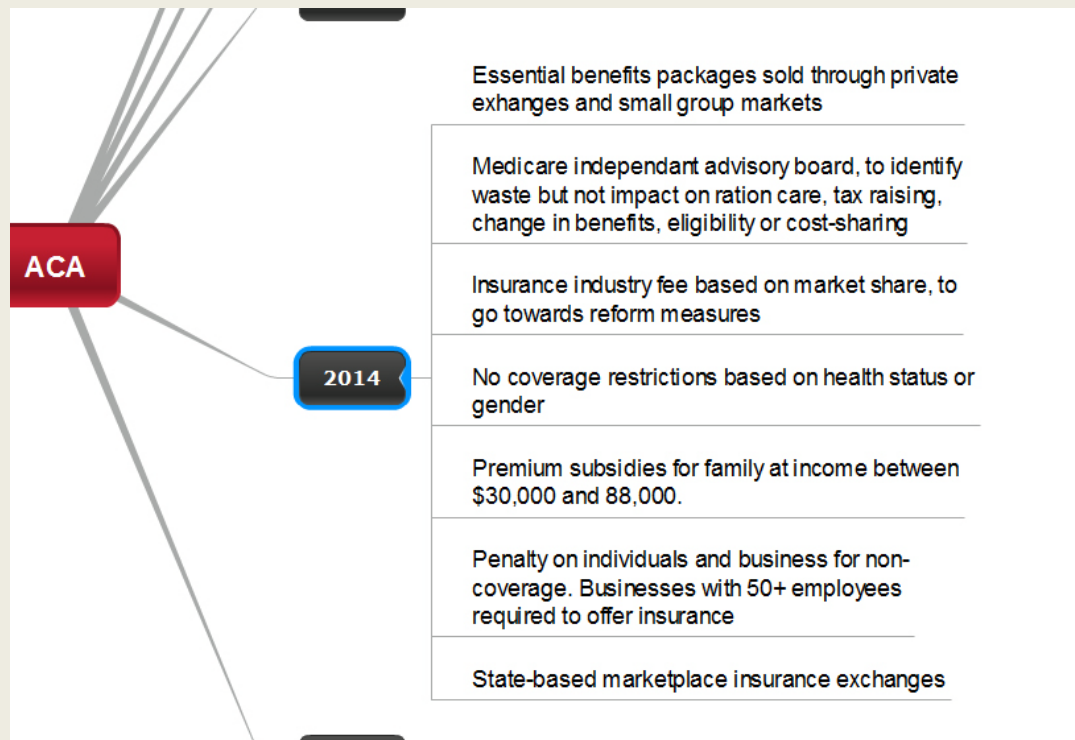 Essential benefits packages sold through private
exhanges and small group markets
Medicare independant advisory board, to identify
waste but not impact on ration care, tax raising,
change in benefits, eligibility or cost-sharing
ACA
Insurance industry fee based on market share, to
go towards reform measures
2014
No coverage restrictions based on health status or
gender
Premium subsidies for family at income between
$30,000 and 88,000.
Penalty on individuals and business for non-
coverage. Businesses with 50+ employees
required to offer insurance
State-based marketplace insurance exchanges